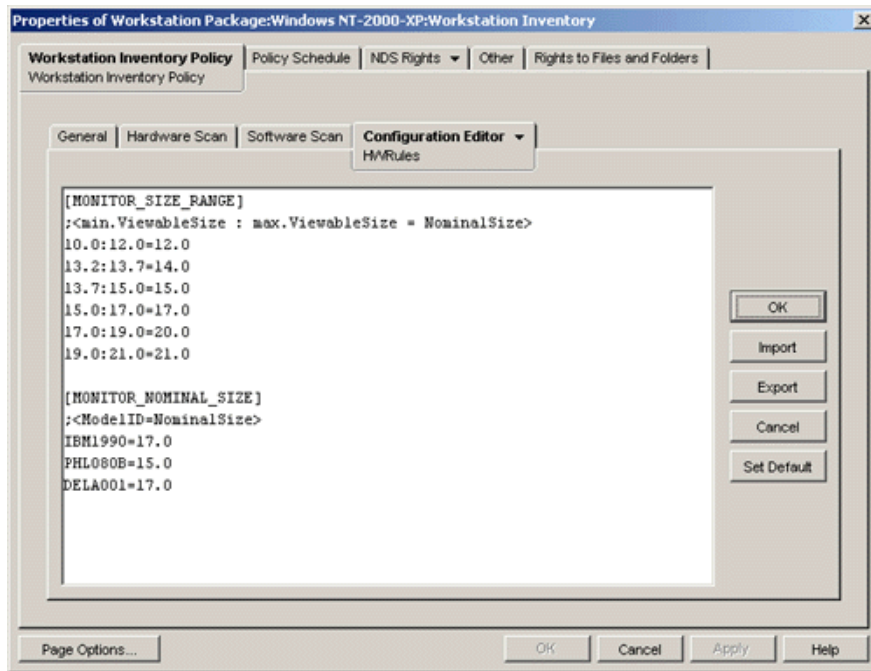 Properties of Workstation Package:Windows NT-2000-XP:Workstation Inventory
Workstation Inventory Policy Policy Schedule NDS Rights Other Rights to Files and Folders
Workstation Inventory Policy
General Hardware Scan Software Scan Configuration Editor
HWRules
[MONITOR_SIZE_RANGE]
;<min.ViewableSize : max.ViewableSize = NominalSize>
10.0:12.0=12.0
13.2:13.7=14.0
13.7:15.0=15.0
15.0:17.0=17.0
17.0:19.0=20.0
19.0:21.0=21.0
[MONITOR_NOMINAL_SIZE]
;<ModelID=NominalSize>
IBM1990=17.0
PHL080B=15.0
DELA001=17.0
OK
Import
Export
Cancel
Set Default
Page Options... OK Cancel Apply Help